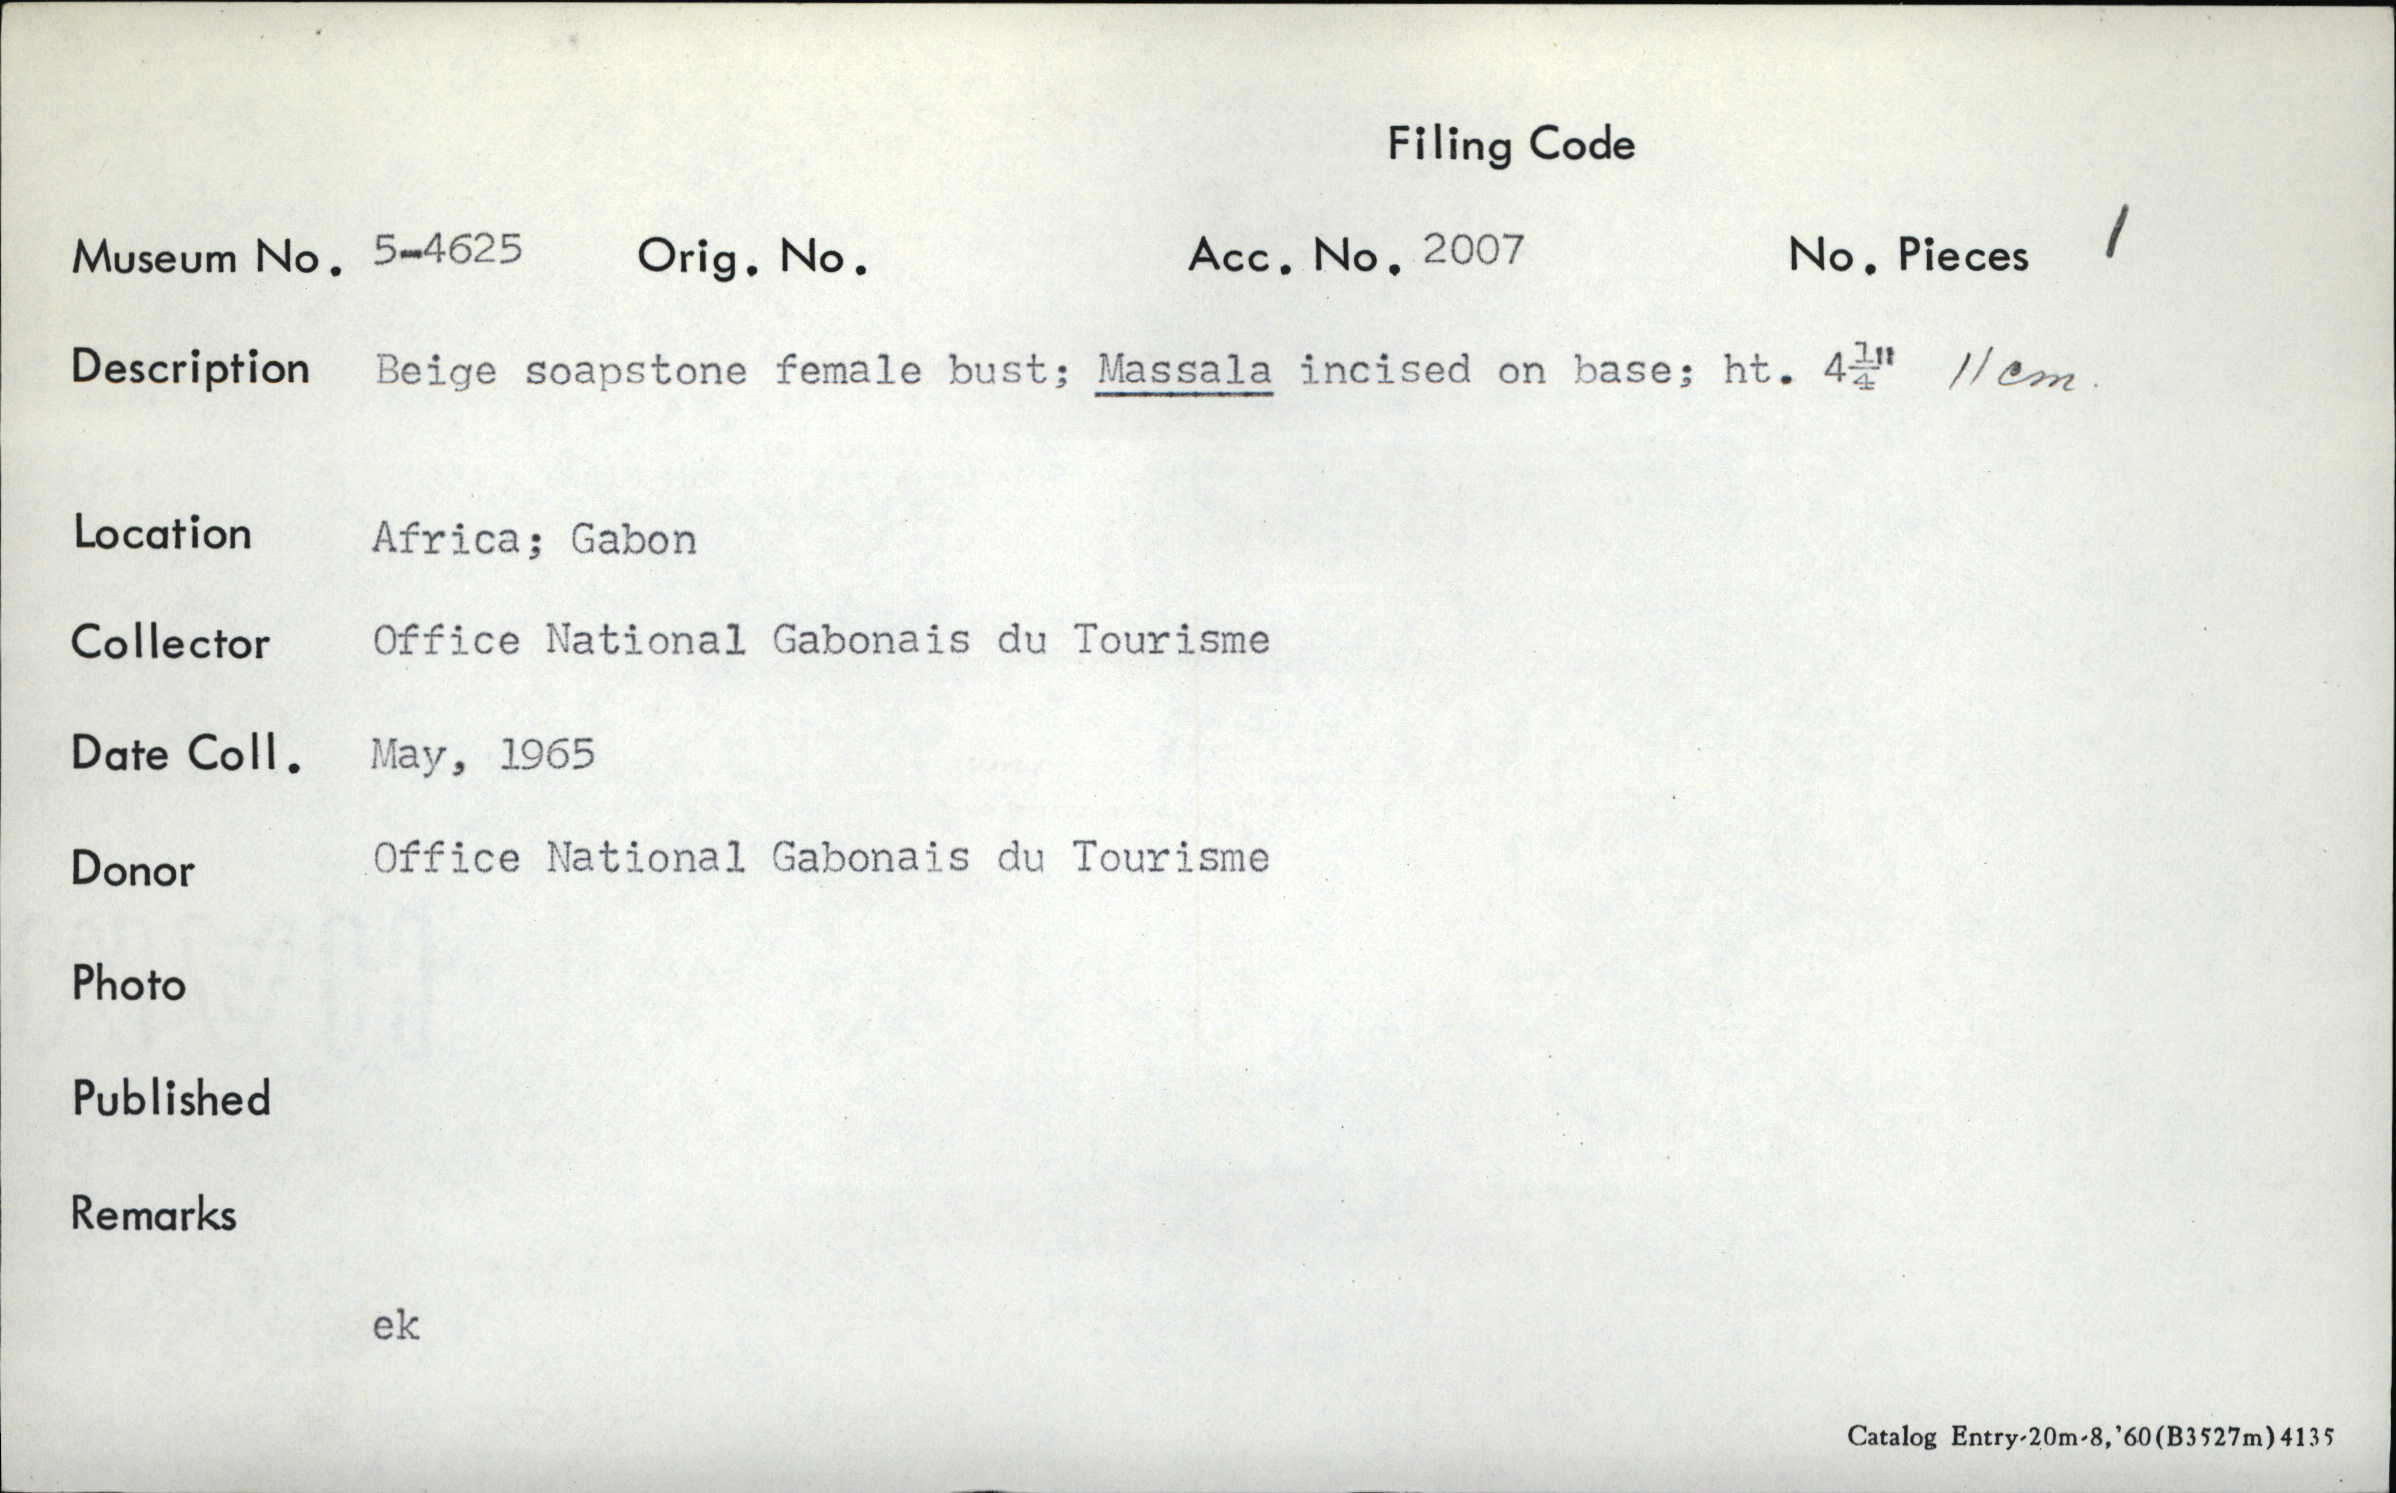 Filing Code
Museum No. 5-4625 Orig. No. Acc. No. 2007 No. Pieces 1
Description Beige soapstone female bust; Massala incised on base; ht. 4¼" 11 cm.
Location Africa; Gabon
Collector Office National Gabonais du Tourisme
Date Coll. May, 1965
Donor Office National Gabonais du Tourisme
Photo
Published
Remarks
ek
Catalog Entry-20m-8,'60(B3527m)4135